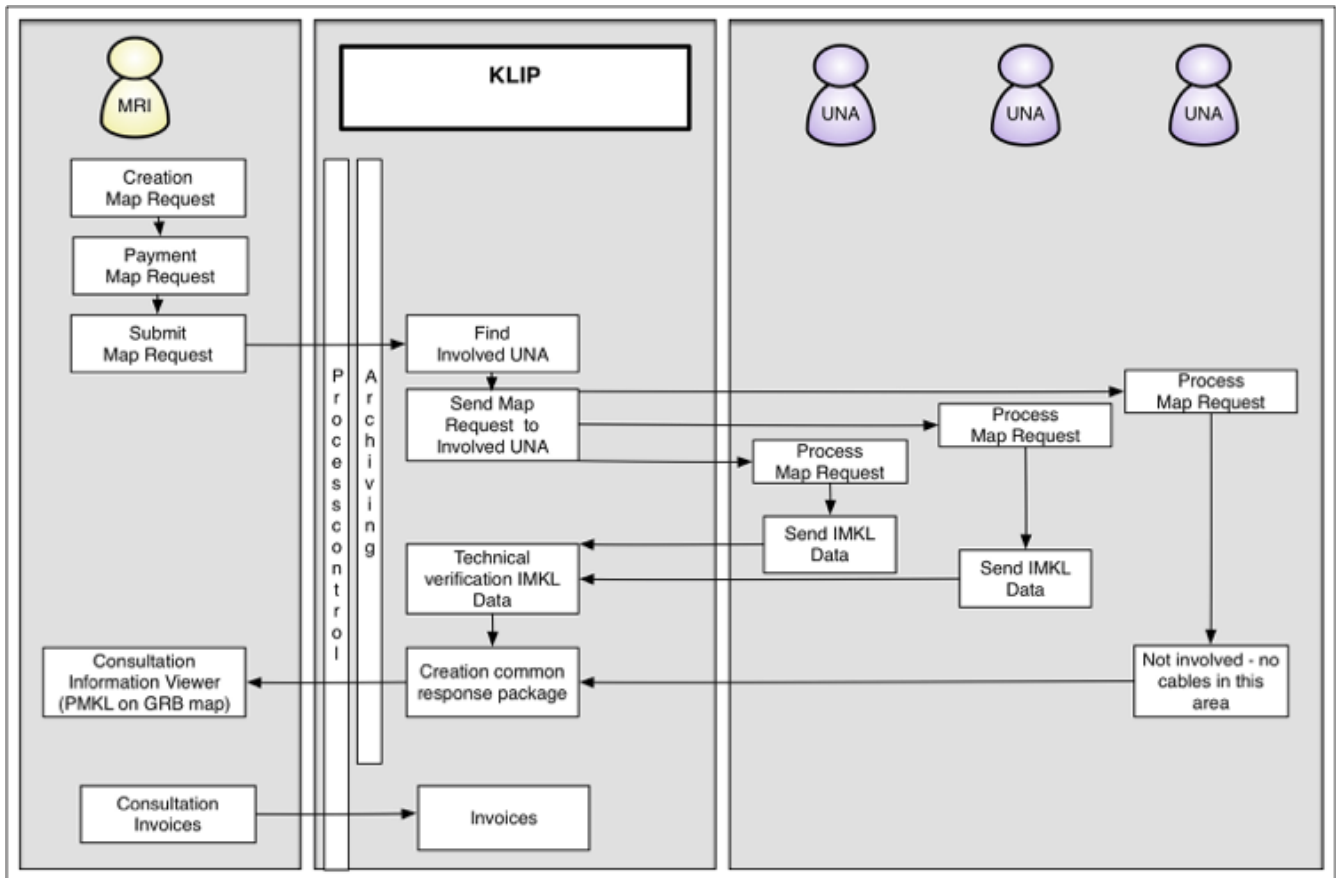 MRI
Creation
Map Request
Payment
Map Request
Submit
Map Request
Consultation
Information Viewer
(PMKL on GRB map)
Consultation
Invoices
KLIP
Processcontrol
Archiving
Find
Involved UNA
Send Map
Request to
Involved UNA
Technical
verification IMKL
Data
Creation common
response package
Invoices
UNA
UNA
UNA
Process
Map Request
Send IMKL
Data
Process
Map Request
Send IMKL
Data
Process
Map Request
Not involved - no
cables in this
area